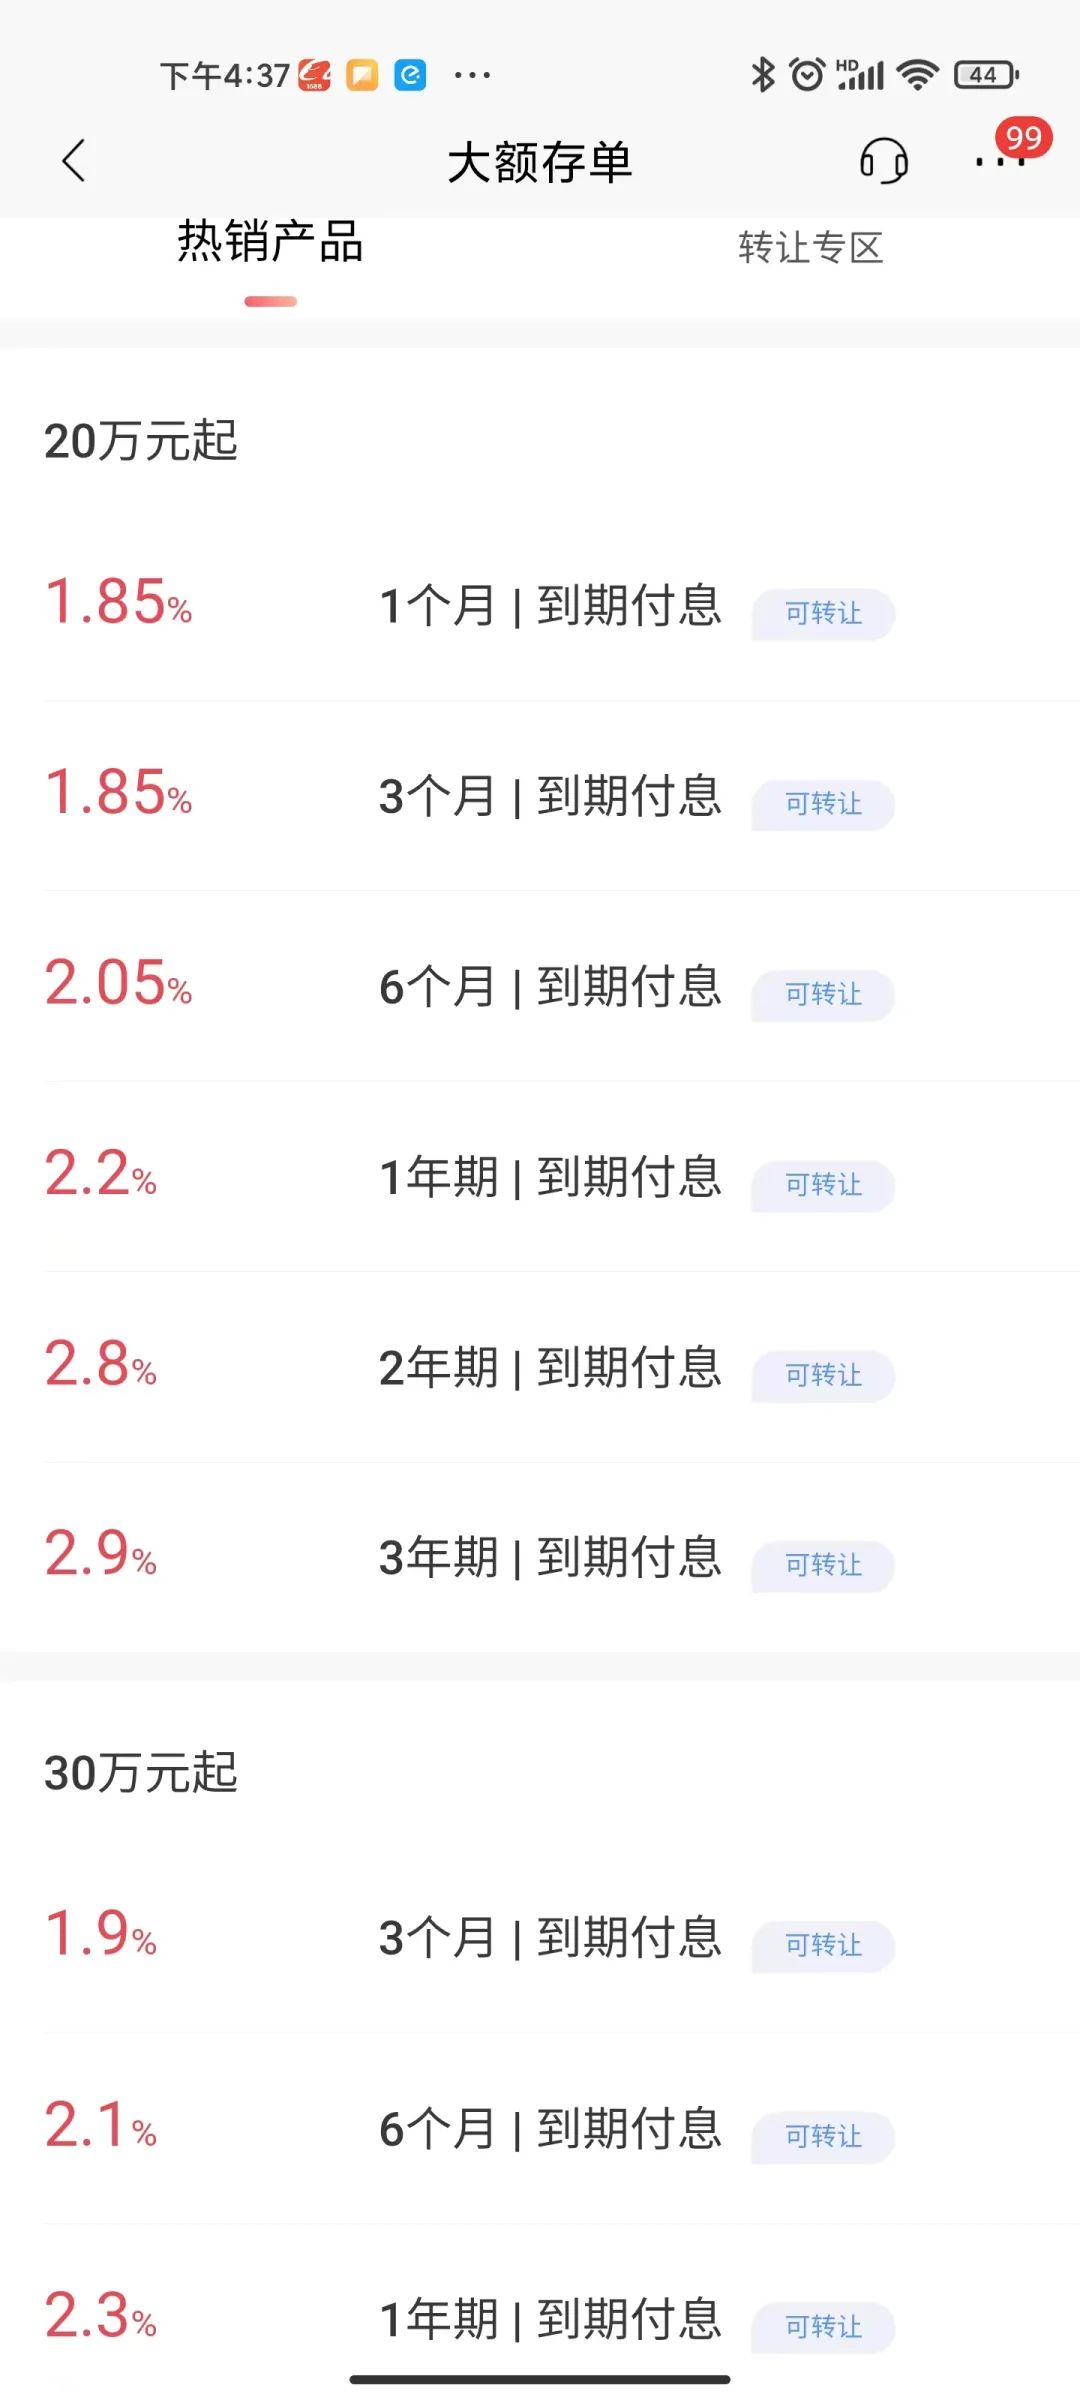 下午4:37 1688 ··· HD 44
大额存单 99
热销产品 转让专区
20万元起
1.85% 1个月 | 到期付息 可转让
1.85% 3个月 | 到期付息 可转让
2.05% 6个月 | 到期付息 可转让
2.2% 1年期 | 到期付息 可转让
2.8% 2年期 | 到期付息 可转让
2.9% 3年期 | 到期付息 可转让
30万元起
1.9% 3个月 | 到期付息 可转让
2.1% 6个月 | 到期付息 可转让
2.3% 1年期 | 到期付息 可转让